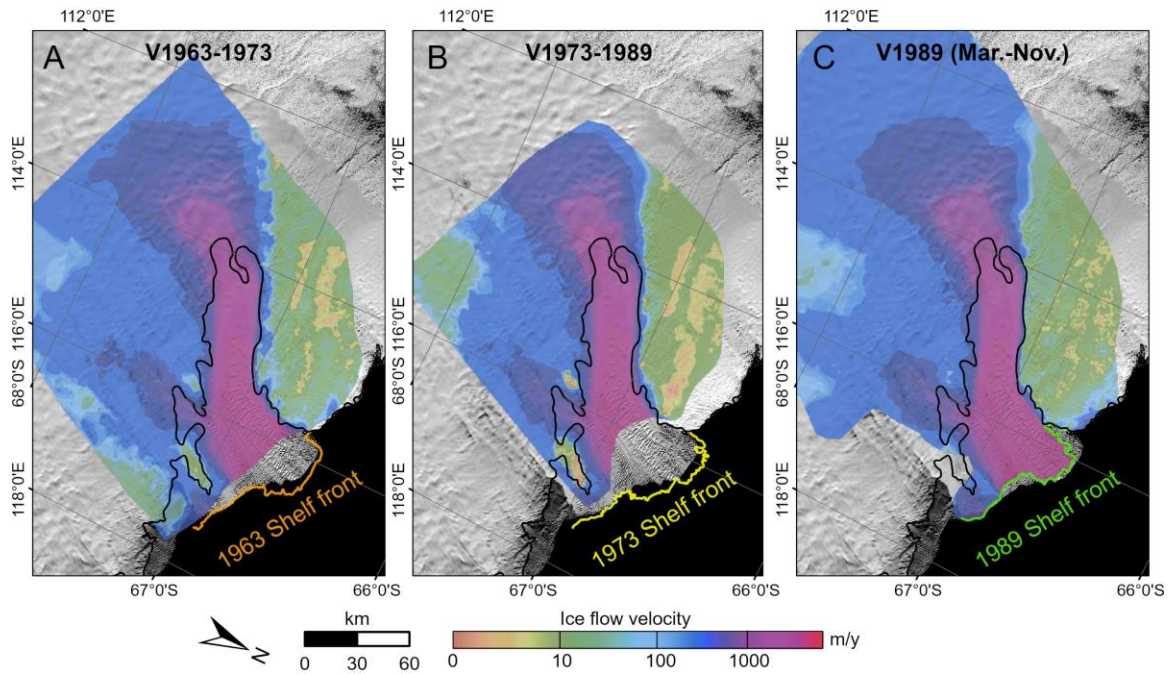 112°0'E
112°0'E
112°0'E
A
V1963-1973
B
V1973-1989
C
V1989 (Mar.-Nov.)
114°0'E
114°0'E
114°0'E
116°0'E
116°0'E
116°0'E
68°0'S
68°0'S
68°0'S
118°0'E
118°0'E
118°0'E
1963 Shelf front
1973 Shelf front
1989 Shelf front
67°0'S
66°0'S
67°0'S
66°0'S
67°0'S
66°0'S
N
km
0 30 60
Ice flow velocity
m/y
0 10 100 1000